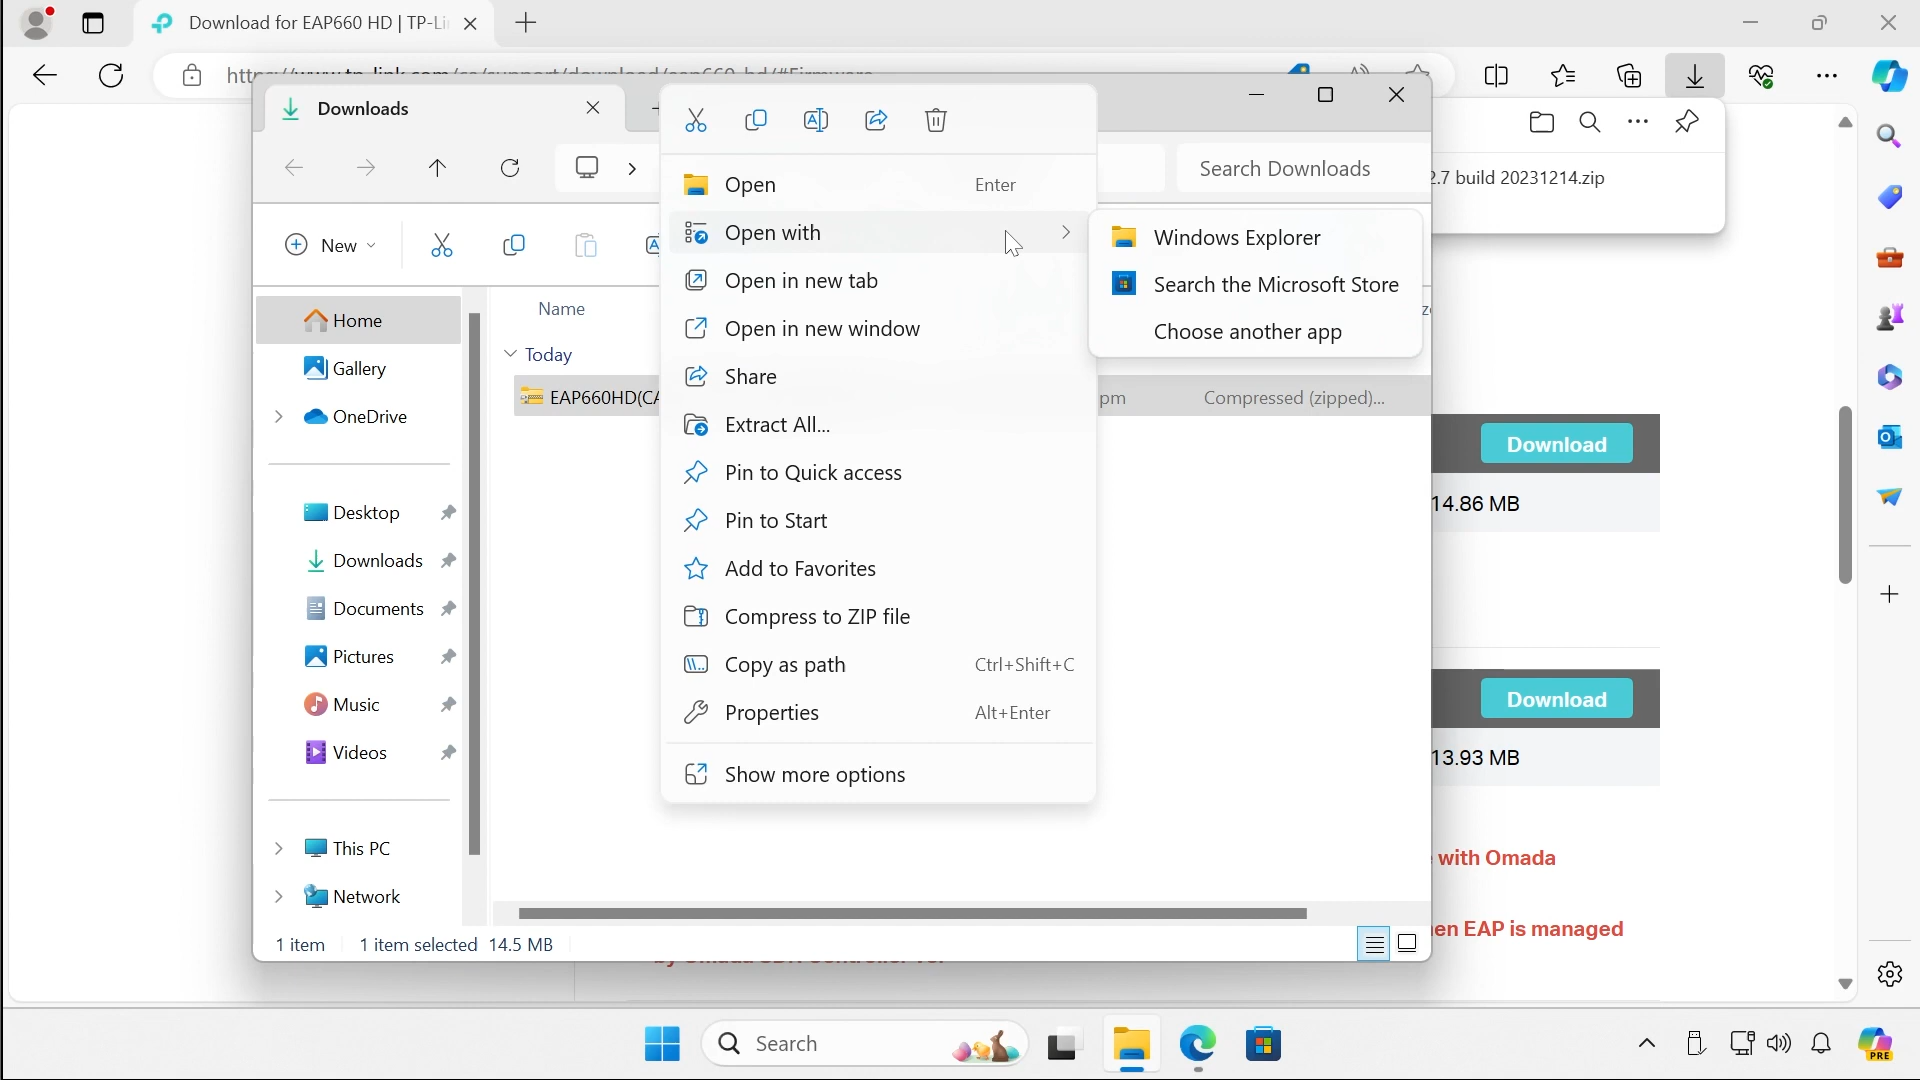 Download for EAP660 HD | TP-Li
Downloads
Search Downloads
2.7 build 20231214.zip
New
Open Enter
Open with
Open in new tab
Open in new window
Share
Extract All...
Pin to Quick access
Pin to Start
Add to Favorites
Compress to ZIP file
Copy as path Ctrl+Shift+C
Properties Alt+Enter
Show more options
Windows Explorer
Search the Microsoft Store
Choose another app
Home
Gallery
OneDrive
Desktop
Downloads
Documents
Pictures
Music
Videos
This PC
Network
Name
Today
EAP660HD(CA pm Compressed (zipped)...
Download
14.86 MB
Download
13.93 MB
with Omada
en EAP is managed
1 item 1 item selected 14.5 MB
Search
PRE